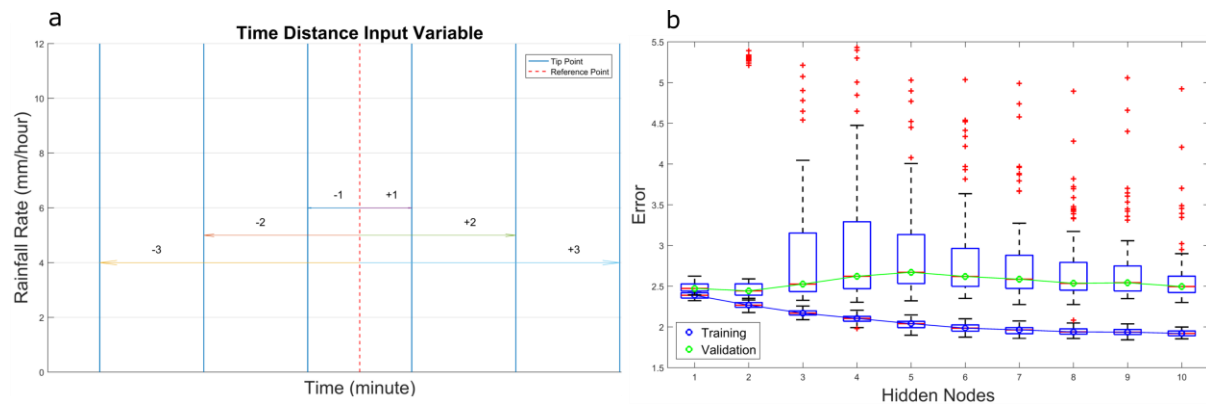 a
Time Distance Input Variable
Rainfall Rate (mm/hour)
12
10
8
6
4
2
0
Tip Point
Reference Point
-1
+1
-2
+2
-3
+3
Time (minute)
b
Error
5.5
5
4.5
4
3.5
3
2.5
2
1.5
Training
Validation
1 2 3 4 5 6 7 8 9 10
Hidden Nodes